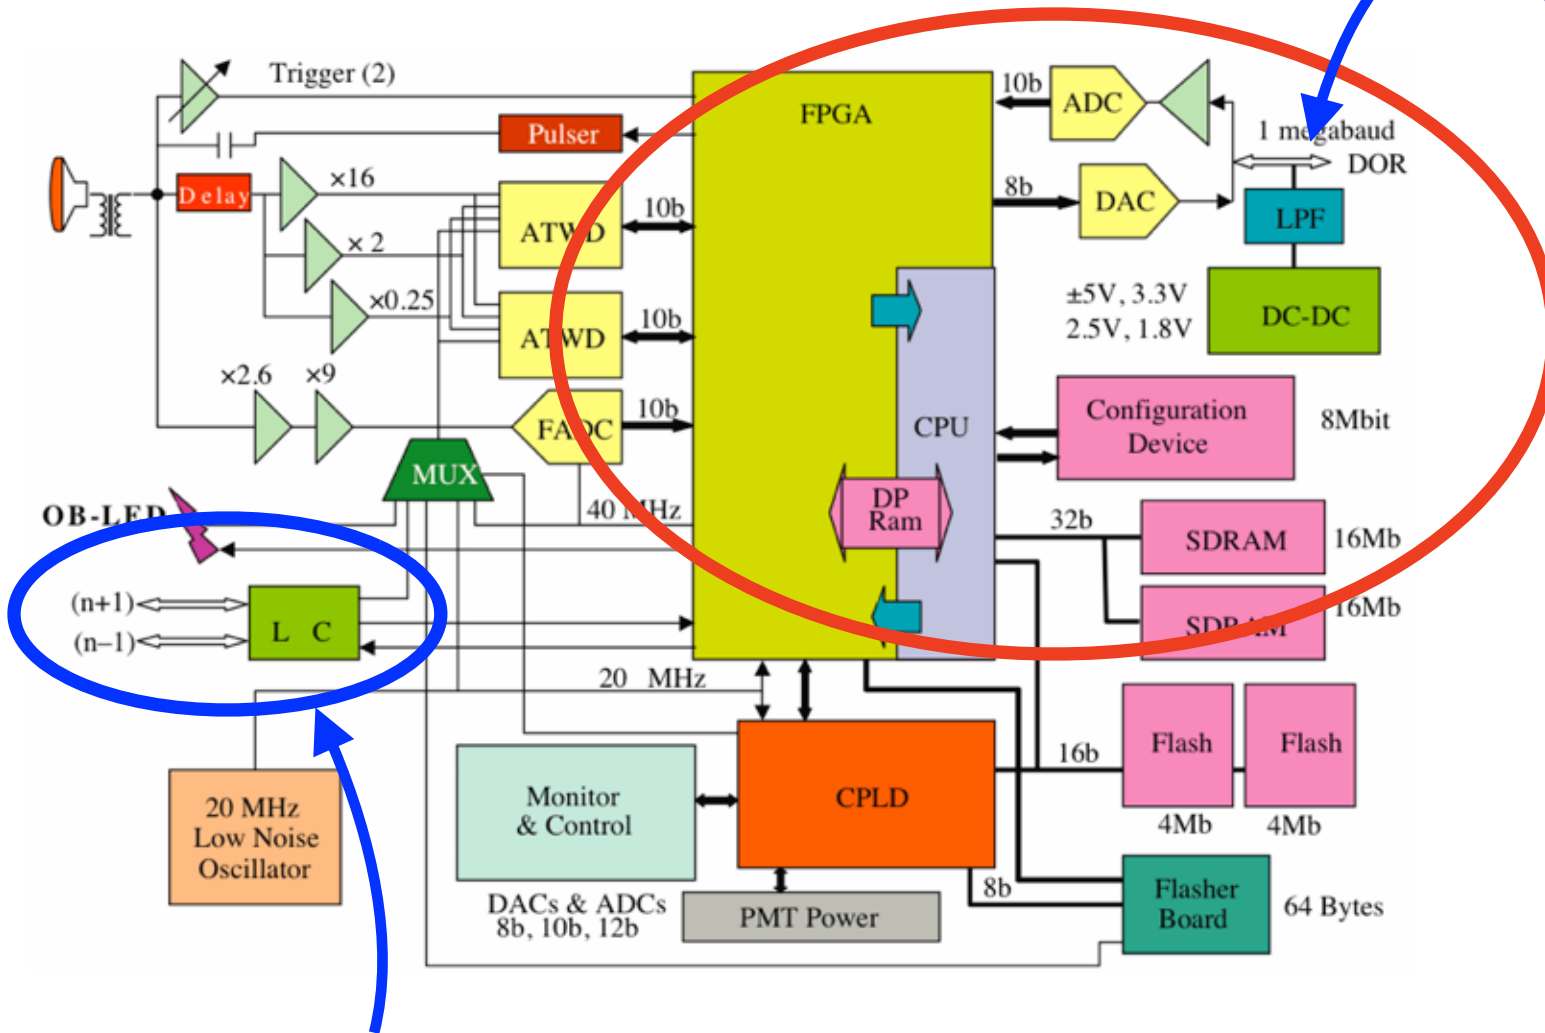 Trigger (2)
FPGA
10b
ADC
1 megabaud
DOR
Pulser
Delay
×16
ATWD
10b
8b
DAC
LPF
× 2
×0.25
ATWD
10b
±5V, 3.3V
2.5V, 1.8V
DC-DC
×2.6
×9
FADC
10b
CPU
Configuration
Device
8Mbit
MUX
OB-LED
40 MHz
DP
Ram
32b
SDRAM
16Mb
(n+1)
(n–1)
L C
SDRAM
16Mb
20 MHz
20 MHz
Low Noise
Oscillator
Monitor
& Control
DACs & ADCs
8b, 10b, 12b
CPLD
PMT Power
16b
Flash
Flash
4Mb
4Mb
8b
Flasher
Board
64 Bytes